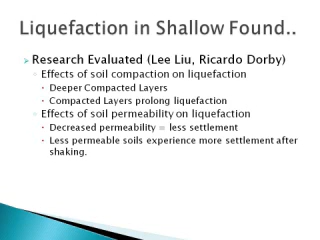 Liquefaction in Shallow Found..
Research Evaluated (Lee Liu, Ricardo Dorby)
Effects of soil compaction on liquefaction
Deeper Compacted Layers
Compacted Layers prolong liquefaction
Effects of soil permeability on liquefaction
Decreased permeability = less settlement
Less permeable soils experience more settlement after
shaking.